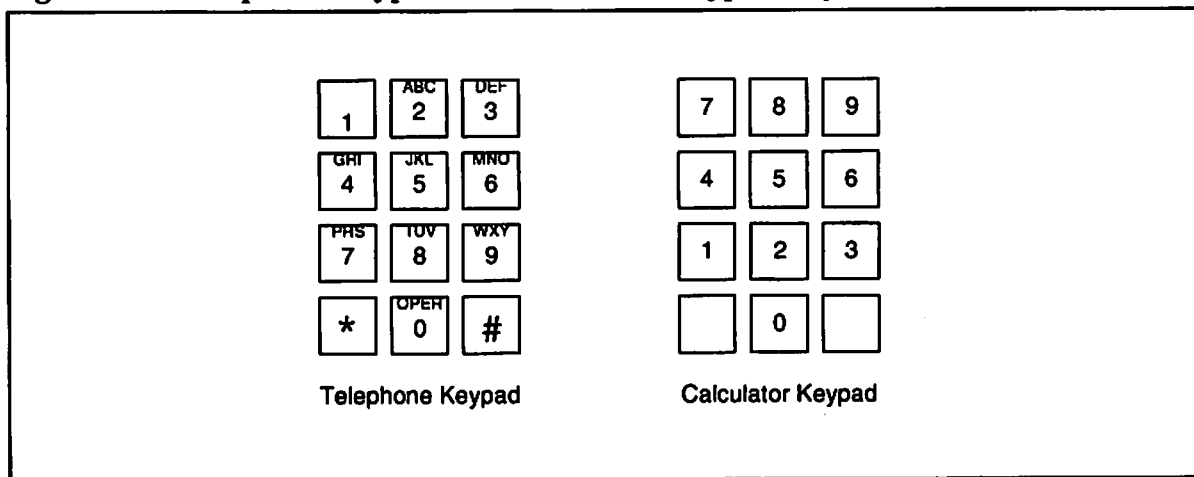 ABC DEF
1 2 3
GHI JKL MNO
4 5 6
PRS TUV WXY
7 8 9
OPER
* 0 #
Telephone Keypad
7 8 9
4 5 6
1 2 3
0
Calculator Keypad